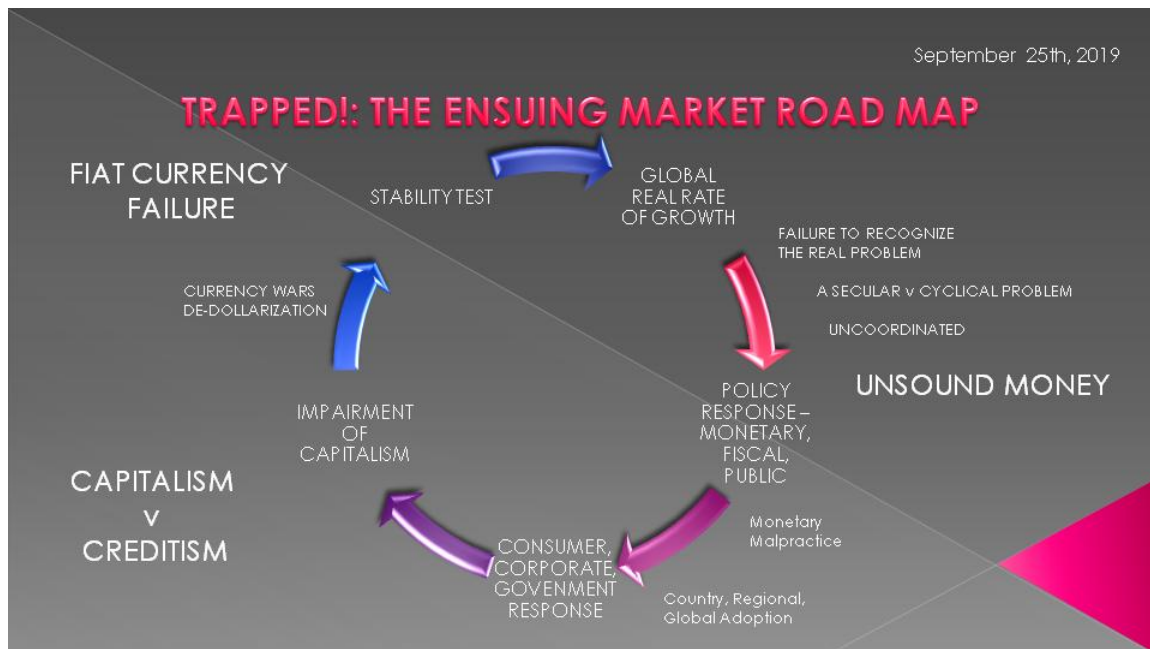 September 25th, 2019
TRAPPED!: THE ENSUING MARKET ROAD MAP
FIAT CURRENCY
FAILURE
STABILITY TEST
GLOBAL
REAL RATE
OF GROWTH
FAILURE TO RECOGNIZE
THE REAL PROBLEM
A SECULAR v CYCLICAL PROBLEM
UNCOORDINATED
UNSOUND MONEY
POLICY
RESPONSE –
MONETARY,
FISCAL,
PUBLIC
Monetary
Malpractice
Country, Regional,
Global Adoption
CONSUMER,
CORPORATE,
GOVENMENT
RESPONSE
CAPITALISM
v
CREDITISM
IMPAIRMENT
OF
CAPITALISM
CURRENCY WARS
DE-DOLLARIZATION